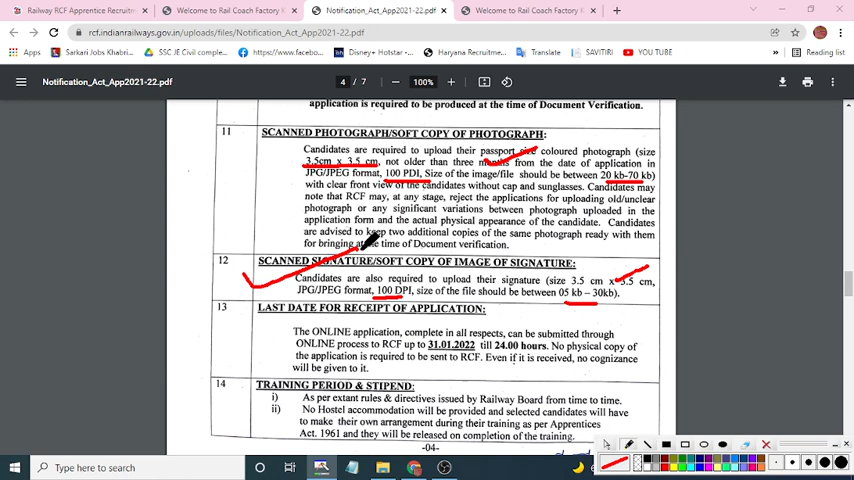 Railway RCF Apprentice Recruitm
Welcome to Rail Coach Factory K
Notification_Act_App2021-22.pdf
Welcome to Rail Coach Factory K
rcf.indianrailways.gov.in/uploads/files/Notification_Act_App2021-22.pdf
Apps
Sarkari Jobs Khabri...
SSC JE Civil complet...
https://www.facebo...
Disney+ Hotstar -...
Haryana Recruitme...
Translate
SAVITIRI
YOU TUBE
Reading list
Notification_Act_App2021-22.pdf
4 / 7
100%
application is required to be produced at the time of Document Verification.
11
SCANNED PHOTOGRAPH/SOFT COPY OF PHOTOGRAPH:
Candidates are required to upload their passport size coloured photograph (size
3.5cm x 3.5 cm, not older than three months from the date of application in
JPG/JPEG format, 100 PDI, Size of the image/file should be between 20 kb-70 kb)
with clear front view of the candidates without cap and sunglasses. Candidates may
note that RCF may, at any stage, reject the applications for uploading old/unclear
photograph or any significant variations between photograph uploaded in the
application form and the actual physical appearance of the candidate. Candidates
are advised to keep two additional copies of the same photograph ready with them
for bringing at the time of Document verification.
12
SCANNED SIGNATURE/SOFT COPY OF IMAGE OF SIGNATURE:
Candidates are also required to upload their signature (size 3.5 cm x 3.5 cm,
JPG/JPEG format, 100 DPI, size of the file should be between 05 kb – 30kb).
13
LAST DATE FOR RECEIPT OF APPLICATION:
The ONLINE application, complete in all respects, can be submitted through
ONLINE process to RCF up to 31.01.2022 till 24.00 hours. No physical copy of
the application is required to be sent to RCF. Even if it is received, no cognizance
will be given to it.
14
TRAINING PERIOD & STIPEND:
i) As per extant rules & directives issued by Railway Board from time to time.
ii) No Hostel accommodation will be provided and selected candidates will have
to make their own arrangement during their training as per Apprentices
Act. 1961 and they will be released on completion of the training.
-04-
Type here to search